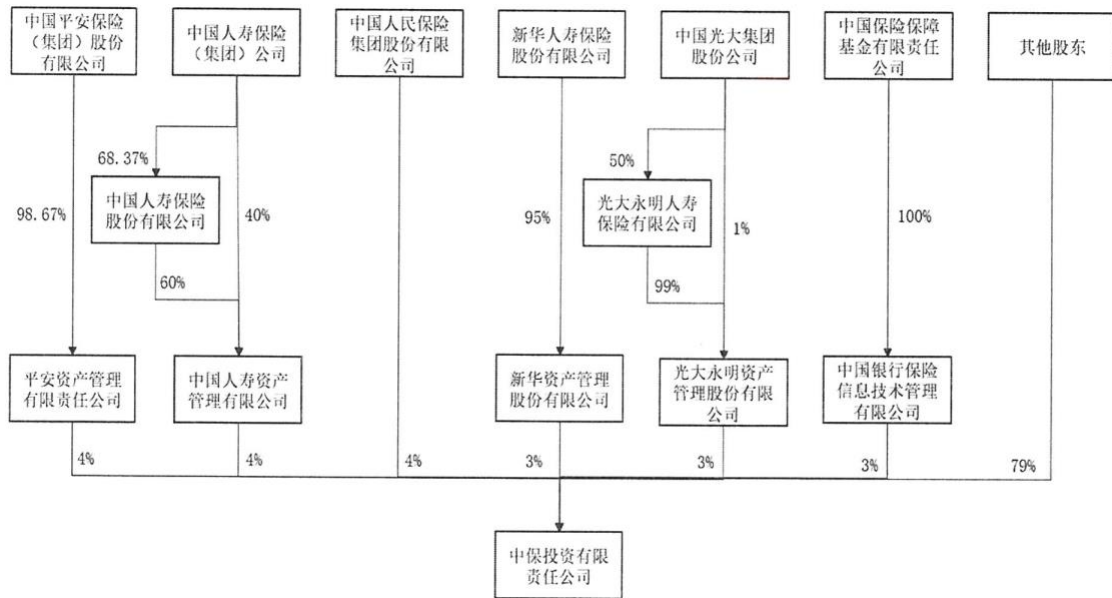 中国平安保险
（集团）股份
有限公司
中国人寿保险
（集团）公司
中国人民保险
集团股份有限
公司
新华人寿保险
股份有限公司
中国光大集团
股份公司
中国保险保障
基金有限责任
公司
其他股东
68.37%
50%
中国人寿保险
股份有限公司
光大永明人寿
保险有限公司
98.67%
40%
95%
1%
100%
60%
99%
平安资产管理
有限责任公司
中国人寿资产
管理有限公司
新华资产管理
股份有限公司
光大永明资产
管理股份有限
公司
中国银行保险
信息技术管理
有限公司
4%
4%
4%
3%
3%
3%
79%
中保投资有限
责任公司